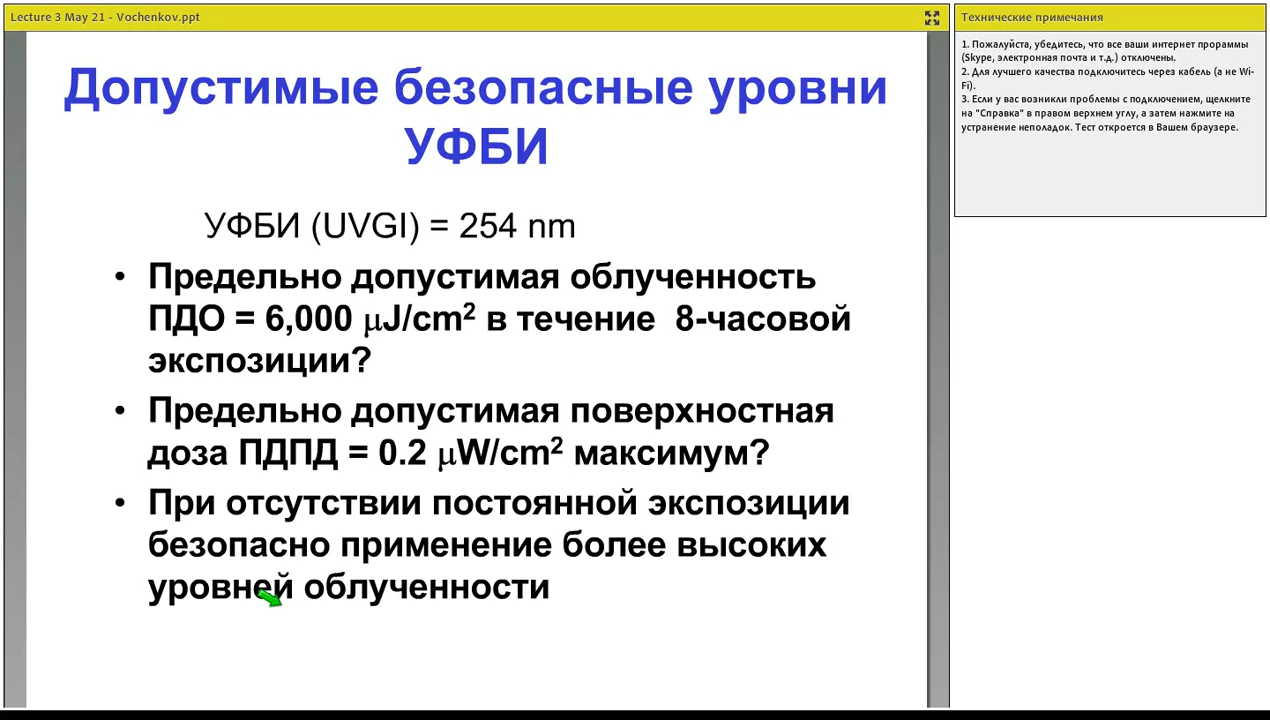 Lecture 3 May 21 - Vochenkov.ppt
Допустимые безопасные уровни
УФБИ
УФБИ (UVGI) = 254 nm
• Предельно допустимая облученность
ПДО = 6,000 μJ/cm² в течение 8-часовой
экспозиции?
• Предельно допустимая поверхностная
доза ПДПД = 0.2 μW/cm² максимум?
• При отсутствии постоянной экспозиции
безопасно применение более высоких
уровней облученности
Технические примечания
1. Пожалуйста, убедитесь, что все ваши интернет прораммы
(Skype, электронная почта и т.д.) отключены.
2. Для лучшего качества подключитесь через кабель (а не Wi-
Fi).
3. Если у вас возникли проблемы с подключением, щелкните
на "Справка" в правом верхнем углу, а затем нажмите на
устранение неполадок. Тест откроется в Вашем браузере.